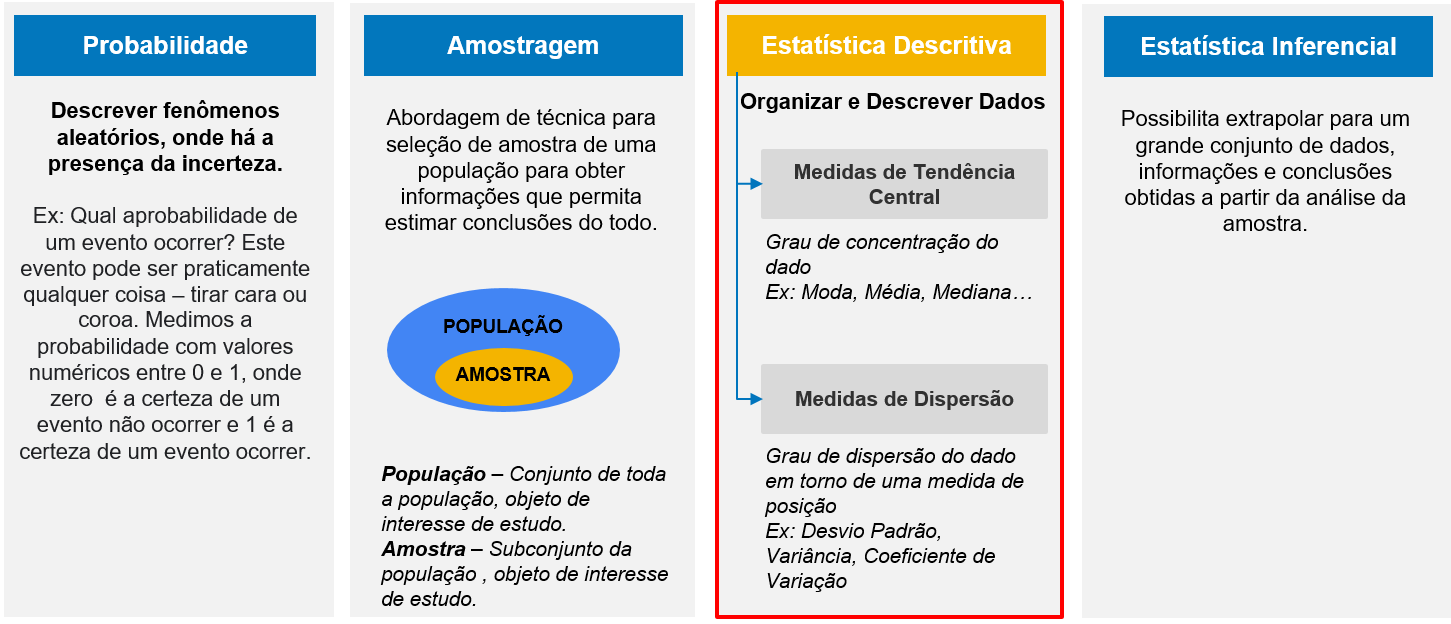 Probabilidade
Descrever fenômenos
aleatórios, onde há a
presença da incerteza.
Ex: Qual aprobabilidade de
um evento ocorrer? Este
evento pode ser praticamente
qualquer coisa – tirar cara ou
coroa. Medimos a
probabilidade com valores
numéricos entre 0 e 1, onde
zero é a certeza de um
evento não ocorrer e 1 é a
certeza de um evento ocorrer.
Amostragem
Abordagem de técnica para
seleção de amostra de uma
população para obter
informações que permita
estimar conclusões do todo.
POPULAÇÃO
AMOSTRA
População – Conjunto de toda
a população, objeto de
interesse de estudo.
Amostra – Subconjunto da
população , objeto de interesse
de estudo.
Estatística Descritiva
Organizar e Descrever Dados
Medidas de Tendência
Central
Grau de concentração do
dado
Ex: Moda, Média, Mediana…
Medidas de Dispersão
Grau de dispersão do dado
em torno de uma medida de
posição
Ex: Desvio Padrão,
Variância, Coeficiente de
Variação
Estatística Inferencial
Possibilita extrapolar para um
grande conjunto de dados,
informações e conclusões
obtidas a partir da análise da
amostra.